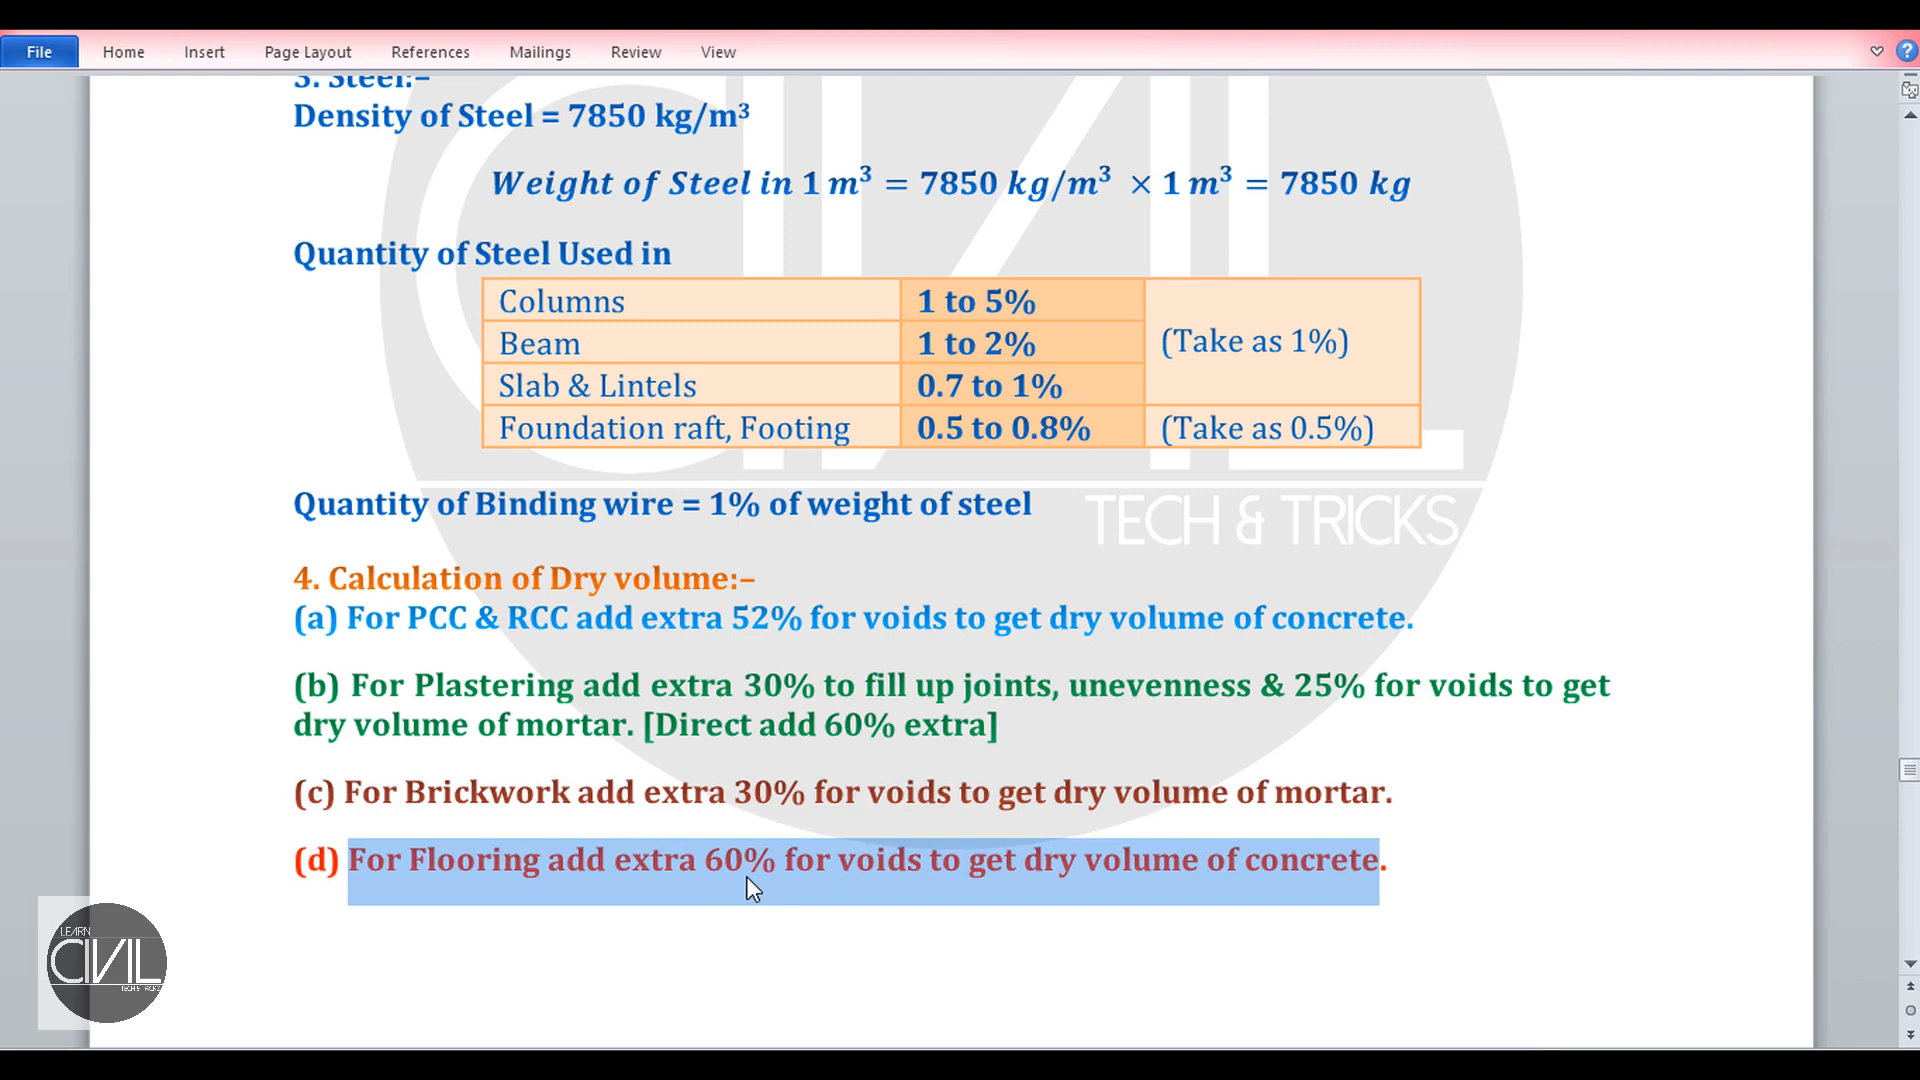 File Home Insert Page Layout References Mailings Review View
3. Steel:–
Density of Steel = 7850 kg/m³
Weight of Steel in 1 m³ = 7850 kg/m³ × 1 m³ = 7850 kg
Quantity of Steel Used in
Columns 1 to 5%
(Take as 1%)
Beam 1 to 2%
Slab & Lintels 0.7 to 1%
Foundation raft, Footing 0.5 to 0.8% (Take as 0.5%)
Quantity of Binding wire = 1% of weight of steel
TECH & TRICKS
4. Calculation of Dry volume:–
(a) For PCC & RCC add extra 52% for voids to get dry volume of concrete.
(b) For Plastering add extra 30% to fill up joints, unevenness & 25% for voids to get
dry volume of mortar. [Direct add 60% extra]
(c) For Brickwork add extra 30% for voids to get dry volume of mortar.
(d) For Flooring add extra 60% for voids to get dry volume of concrete.
LEARN
CIVIL
TECH & TRICKS